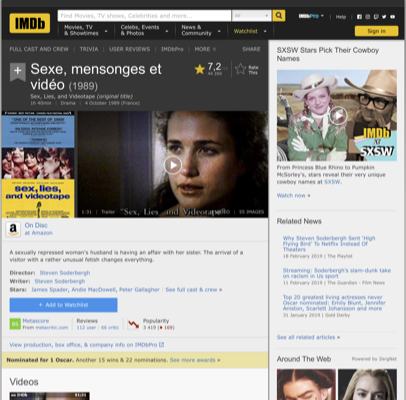 IMDb
Find Movies, TV shows, Celebrities and more...
All
IMDbPro
Help
Movies, TV
& Showtimes
Celebs, Events
& Photos
News &
Community
Watchlist
Sign in
FULL CAST AND CREW | TRIVIA | USER REVIEWS | IMDbPro | MORE
SHARE
Sexe, mensonges et
vidéo (1989)
Sex, Lies, and Videotape (original title)
1h 40min | Drama | 4 October 1989 (France)
7,2
Rate
This
sex, lies,
and videotape
1:31 | Trailer
Sex, Lies, and Videotape
35 IMAGES
On Disc
at Amazon
A sexually repressed woman's husband is having an affair with her sister. The arrival of a
visitor with a rather unusual fetish changes everything.
Director: Steven Soderbergh
Writer: Steven Soderbergh
Stars: James Spader, Andie MacDowell, Peter Gallagher | See full cast & crew »
+ Add to Watchlist
Metascore
From metacritic.com
Reviews
112 user | 66 critic
Popularity
3 419 ( 169)
View production, box office, & company info on IMDbPro
Nominated for 1 Oscar. Another 15 wins & 22 nominations. See more awards »
Videos
SXSW Stars Pick Their Cowboy
Names
IMDb
at
SXSW
From Princess Blue Rhino to Pumpkin
McSorley's, stars reveal their very unique
cowboy names at SXSW.
Watch now »
Related News
Why Steven Soderbergh Sent 'High
Flying Bird' To Netflix Instead Of
Theaters
18 February 2019 | The Playlist
Streaming: Soderbergh's slam-dunk take
on racism in Us sport
11 February 2019 | The Guardian - Film News
Top 20 greatest living actresses never
Oscar nominated: Emily Blunt, Jennifer
Aniston, Scarlett Johansson and more
31 January 2019 | Gold Derby
See all related articles »
Around The Web
Powered by ZergNet